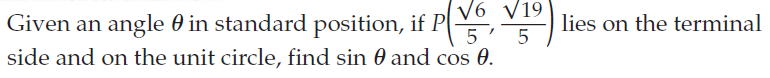 Given an angle θ in standard position, if P(√6/5, √19/5) lies on the terminal
side and on the unit circle, find sin θ and cos θ.